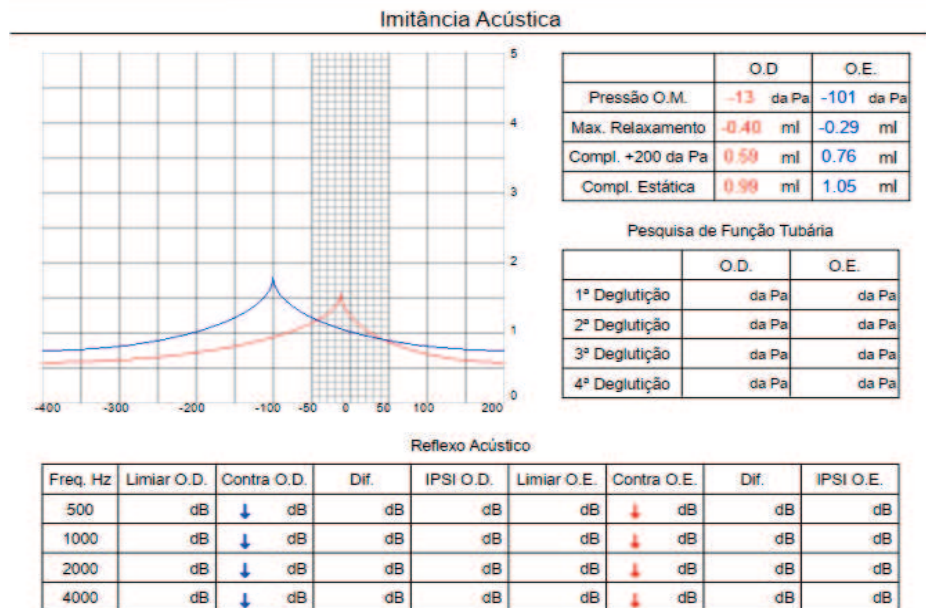 Imitância Acústica
5
4
3
2
1
0
-400 -300 -200 -100 -50 0 50 100 200
O.D O.E.
Pressão O.M. -13 da Pa -101 da Pa
Max. Relaxamento -0.40 ml -0.29 ml
Compl. +200 da Pa 0.59 ml 0.76 ml
Compl. Estática 0.99 ml 1.05 ml
Pesquisa de Função Tubária
O.D. O.E.
1ª Deglutição da Pa da Pa
2ª Deglutição da Pa da Pa
3ª Deglutição da Pa da Pa
4ª Deglutição da Pa da Pa
Reflexo Acústico
Freq. Hz Limiar O.D. Contra O.D. Dif. IPSI O.D. Limiar O.E. Contra O.E. Dif. IPSI O.E.
500 dB ↓ dB dB dB dB ↓ dB dB dB
1000 dB ↓ dB dB dB dB ↓ dB dB dB
2000 dB ↓ dB dB dB dB ↓ dB dB dB
4000 dB ↓ dB dB dB dB ↓ dB dB dB